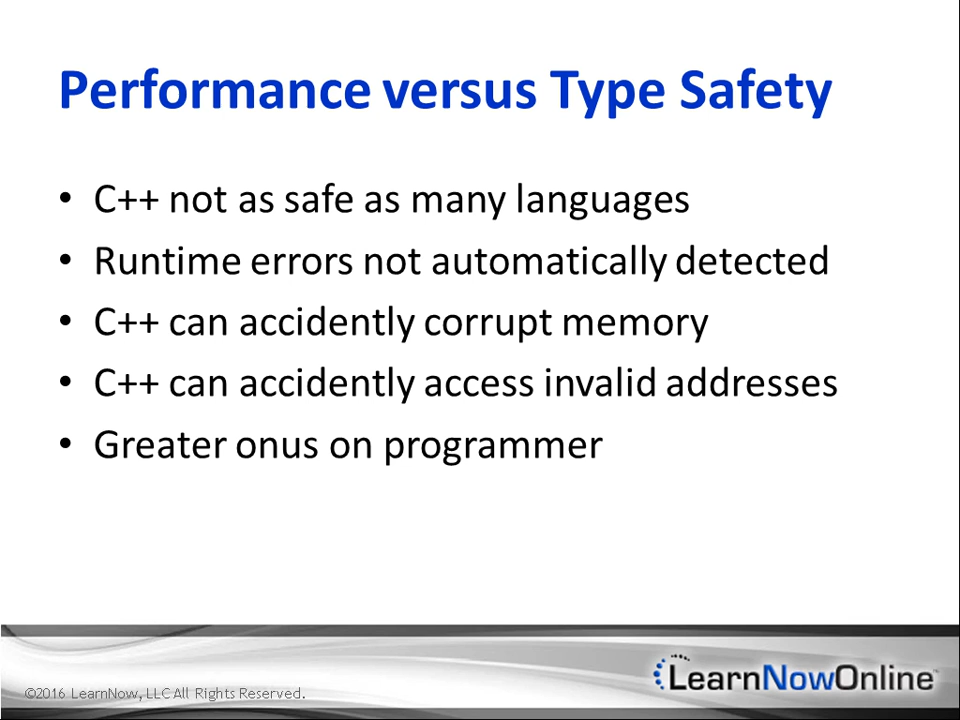 Performance versus Type Safety
• C++ not as safe as many languages
• Runtime errors not automatically detected
• C++ can accidently corrupt memory
• C++ can accidently access invalid addresses
• Greater onus on programmer
©2016 LearnNow, LLC All Rights Reserved.
LearnNowOnline™